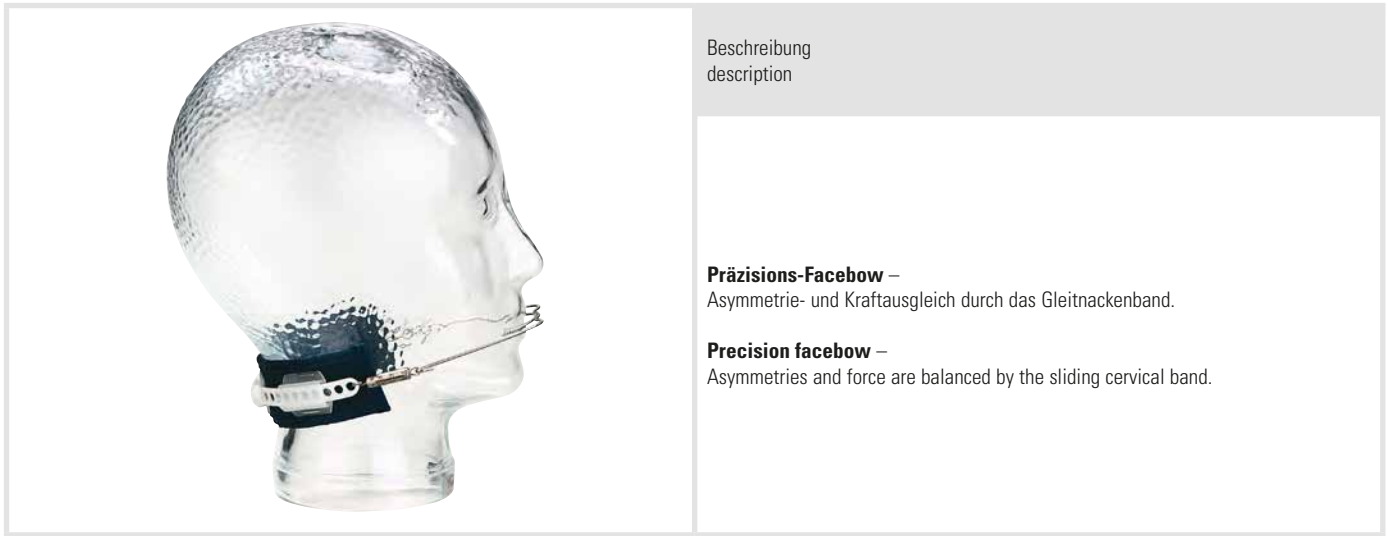 Beschreibung
description
Präzisions-Facebow –
Asymmetrie- und Kraftausgleich durch das Gleitnackenband.
Precision facebow –
Asymmetries and force are balanced by the sliding cervical band.